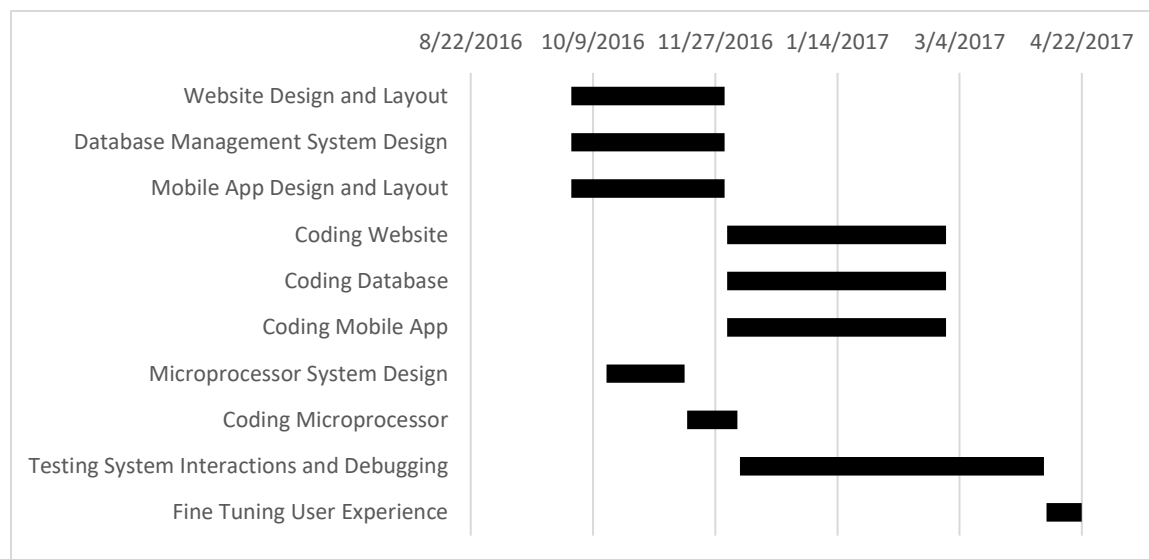 8/22/2016 10/9/2016 11/27/2016 1/14/2017 3/4/2017 4/22/2017
Website Design and Layout
Database Management System Design
Mobile App Design and Layout
Coding Website
Coding Database
Coding Mobile App
Microprocessor System Design
Coding Microprocessor
Testing System Interactions and Debugging
Fine Tuning User Experience